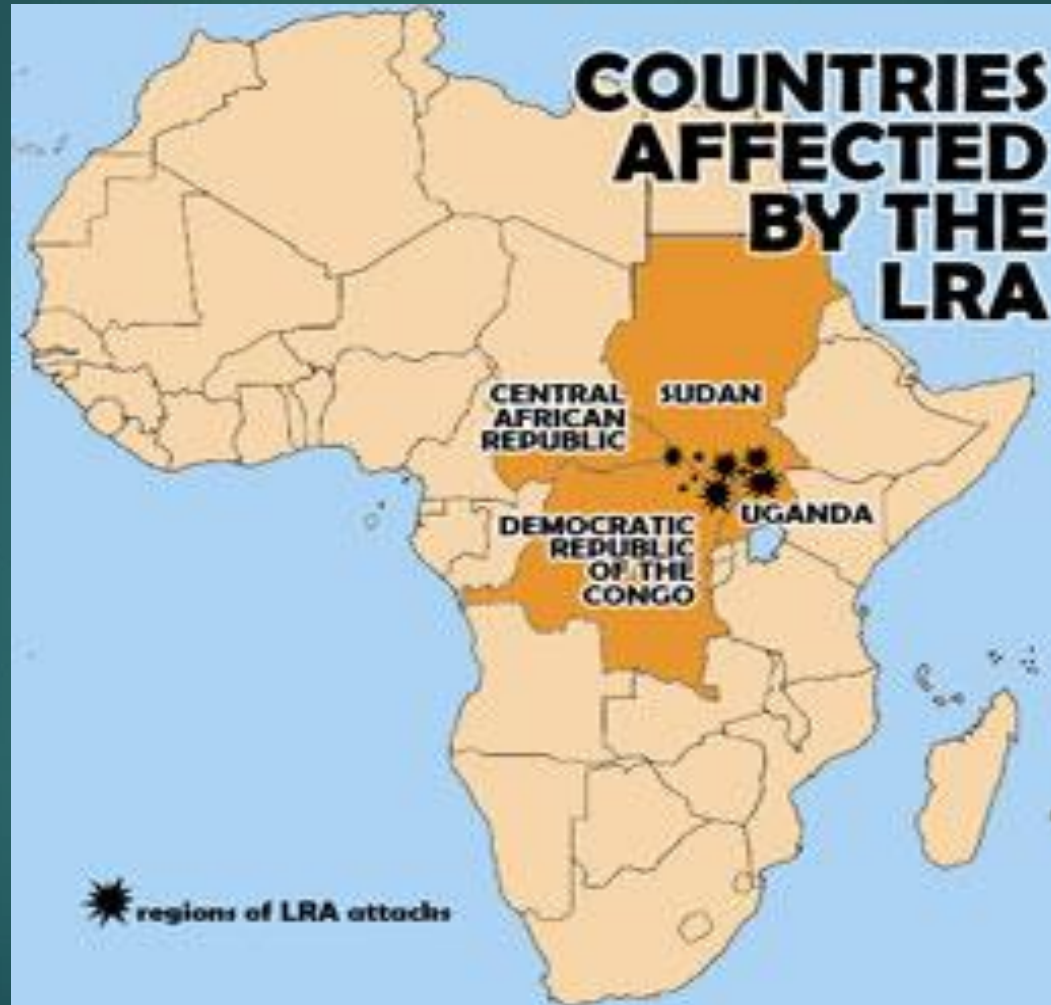 COUNTRIES
AFFECTED
BY THE
LRA
CENTRAL
AFRICAN
REPUBLIC
SUDAN
UGANDA
DEMOCRATIC
REPUBLIC
OF THE
CONGO
regions of LRA attacks